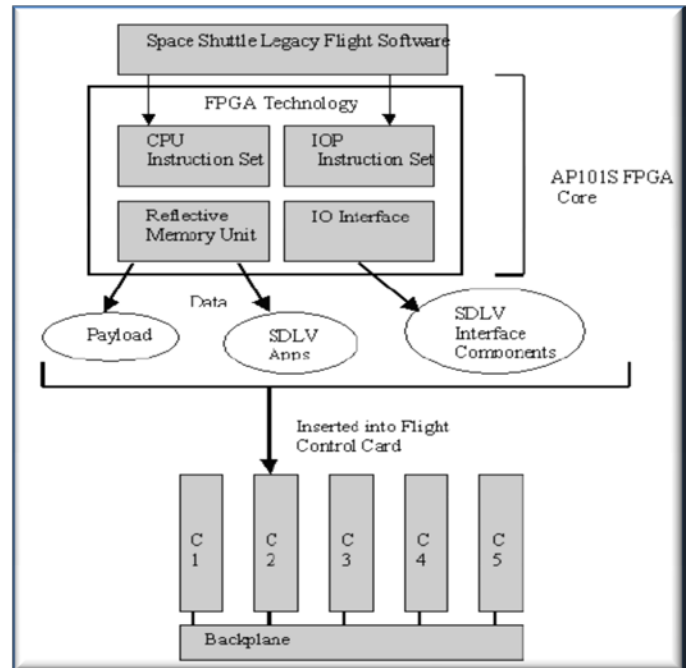 Space Shuttle Legacy Flight Software
FPGA Technology
CPU
Instruction Set
IOP
Instruction Set
AP101S FPGA
Core
Reflective
Memory Unit
IO Interface
Data
Payload
SDLV
Apps
SDLV
Interface
Components
Inserted into Flight
Control Card
C
1
C
2
C
3
C
4
C
5
Backplane